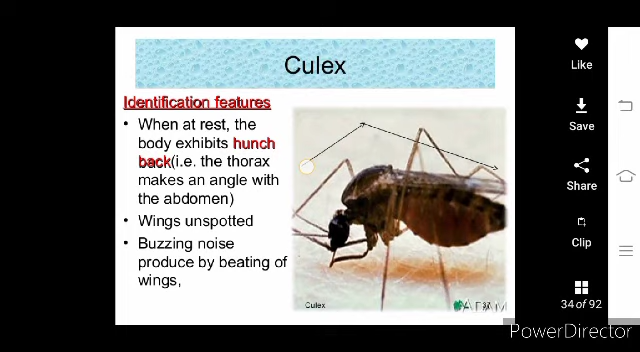 Culex
Identification features
• When at rest, the
body exhibits hunch
back(i.e. the thorax
makes an angle with
the abdomen)
• Wings unspotted
• Buzzing noise
produce by beating of
wings,
Culex
ADAM
Like
Save
Share
Clip
34 of 92
PowerDirector